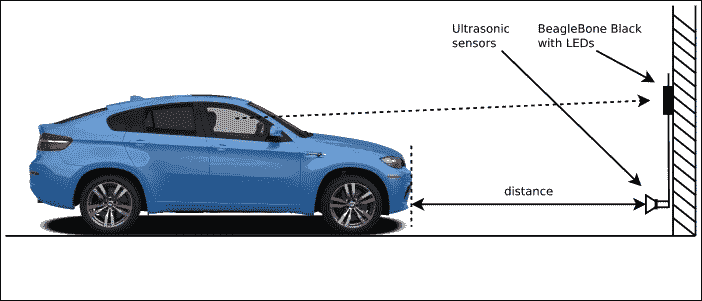 Ultrasonic
sensors
BeagleBone Black
with LEDs
distance